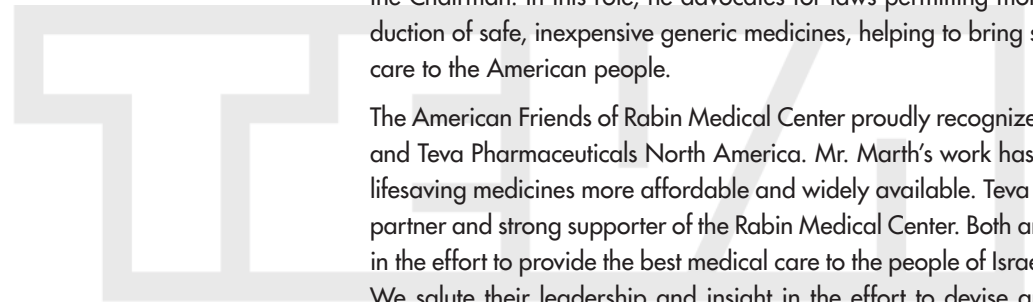 the Chairman. In this role, he advocates for laws permitting
duction of safe, inexpensive generic medicines, helping to bring
care to the American people.
The American Friends of Rabin Medical Center proudly recognize
and Teva Pharmaceuticals North America. Mr. Marth's work has
lifesaving medicines more affordable and widely available. Teva
partner and strong supporter of the Rabin Medical Center. Both
in the effort to provide the best medical care to the people of
We salute their leadership and insight in the effort to devise
TEVA